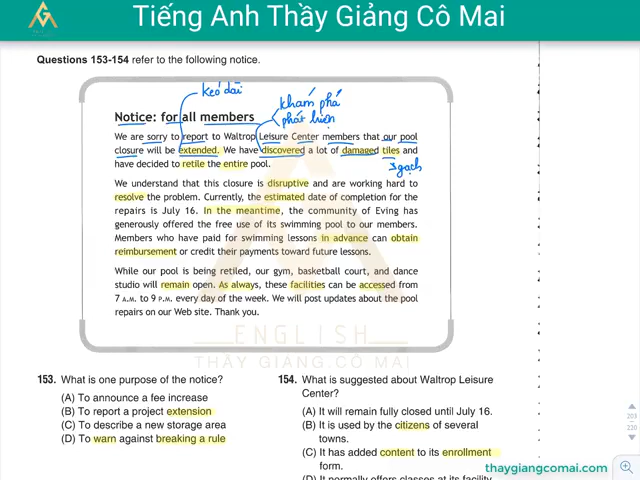 Tiếng Anh Thầy Giảng Cô Mai
Questions 153-154 refer to the following notice.
kéo dài
khám phá
phát hiện
Notice: for all members
We are sorry to report to Waltrop Leisure Center members that our pool
closure will be extended. We have discovered a lot of damaged tiles and
have decided to retile the entire pool.
gạch
We understand that this closure is disruptive and are working hard to
resolve the problem. Currently, the estimated date of completion for the
repairs is July 16. In the meantime, the community of Eving has
generously offered the free use of its swimming pool to our members.
Members who have paid for swimming lessons in advance can obtain
reimbursement or credit their payments toward future lessons.
While our pool is being retiled, our gym, basketball court, and dance
studio will remain open. As always, these facilities can be accessed from
7 A.M. to 9 P.M. every day of the week. We will post updates about the pool
repairs on our Web site. Thank you.
ENGLISH
THẦY GIẢNG CÔ MAI
153. What is one purpose of the notice?
(A) To announce a fee increase
(B) To report a project extension
(C) To describe a new storage area
(D) To warn against breaking a rule
154. What is suggested about Waltrop Leisure
Center?
(A) It will remain fully closed until July 16.
(B) It is used by the citizens of several
towns.
(C) It has added content to its enrollment
form.
(D) It normally offers classes at its facility
203
220
thaygiangcomai.com